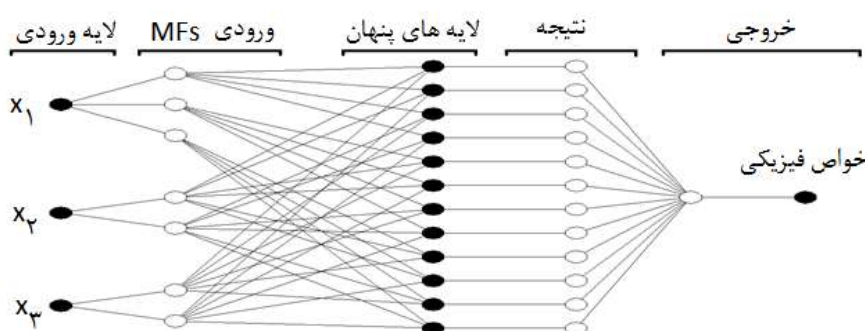 لایه ورودی
ورودی MFs
لایه های پنهان
نتیجه
خروجی
x۱
x۲
x۳
خواص فیزیکی